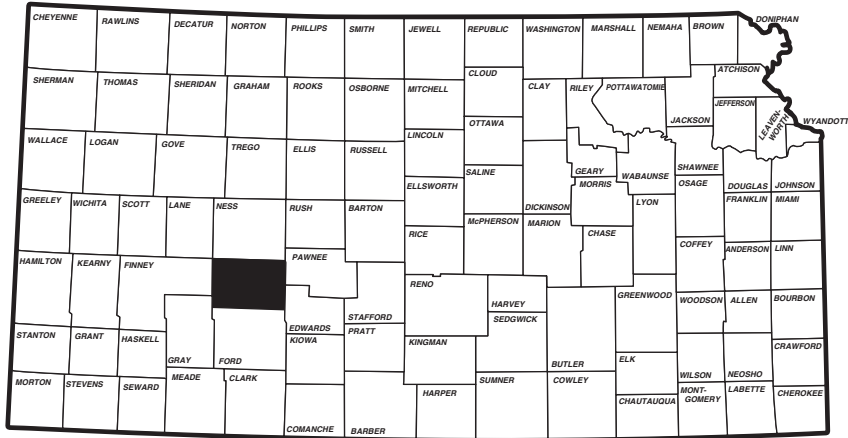 CHEYENNE
RAWLINS
DECATUR
NORTON
PHILLIPS
SMITH
JEWELL
REPUBLIC
WASHINGTON
MARSHALL
NEMAHA
BROWN
DONIPHAN
SHERMAN
THOMAS
SHERIDAN
GRAHAM
ROOKS
OSBORNE
MITCHELL
CLOUD
CLAY
RILEY
POTTAWATOMIE
ATCHISON
JACKSON
JEFFERSON
LEAVEN-
WORTH
WYANDOTT
WALLACE
LOGAN
GOVE
TREGO
ELLIS
RUSSELL
LINCOLN
OTTAWA
SALINE
DICKINSON
GEARY
MORRIS
WABAUNSE
SHAWNEE
OSAGE
DOUGLAS
JOHNSON
GREELEY
WICHITA
SCOTT
LANE
NESS
RUSH
BARTON
ELLSWORTH
RICE
McPHERSON
MARION
CHASE
LYON
FRANKLIN
MIAMI
HAMILTON
KEARNY
FINNEY
PAWNEE
STAFFORD
RENO
HARVEY
SEDGWICK
BUTLER
GREENWOOD
COFFEY
ANDERSON
LINN
WOODSON
ALLEN
BOURBON
STANTON
GRANT
HASKELL
GRAY
FORD
EDWARDS
KIOWA
PRATT
KINGMAN
ELK
WILSON
NEOSHO
CRAWFORD
MORTON
STEVENS
SEWARD
MEADE
CLARK
COMANCHE
BARBER
HARPER
SUMNER
COWLEY
CHAUTAUQUA
MONT-
GOMERY
LABETTE
CHEROKEE